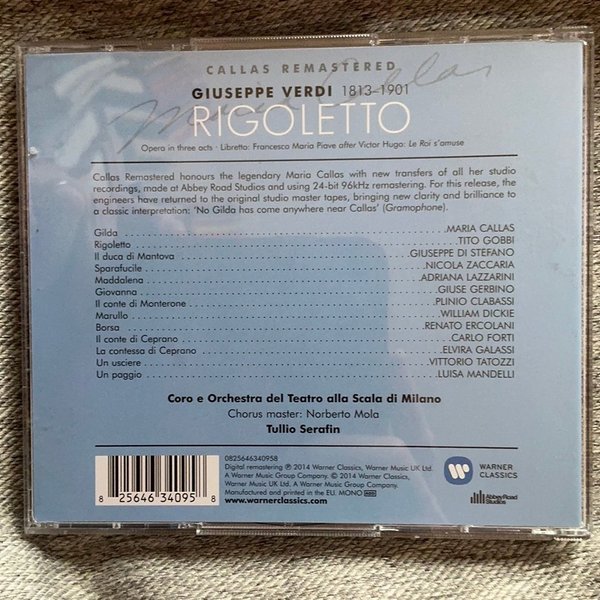 CALLAS REMASTERED
Maria Callas
GIUSEPPE VERDI 1813–1901
RIGOLETTO
Opera in three acts · Libretto: Francesco Maria Piave after Victor Hugo: Le Roi s'amuse
Callas Remastered honours the legendary Maria Callas with new transfers of all her studio
recordings, made at Abbey Road Studios and using 24-bit 96kHz remastering. For this release, the
engineers have returned to the original studio master tapes, bringing new clarity and brilliance to
a classic interpretation: 'No Gilda has come anywhere near Callas' (Gramophone).
Gilda MARIA CALLAS
Rigoletto TITO GOBBI
Il duca di Mantova GIUSEPPE DI STEFANO
Sparafucile NICOLA ZACCARIA
Maddalena ADRIANA LAZZARINI
Giovanna GIUSE GERBINO
Il conte di Monterone PLINIO CLABASSI
Marullo WILLIAM DICKIE
Borsa RENATO ERCOLANI
Il conte di Ceprano CARLO FORTI
La contessa di Ceprano ELVIRA GALASSI
Un usciere VITTORIO TATOZZI
Un paggio LUISA MANDELLI
Coro e Orchestra del Teatro alla Scala di Milano
Chorus master: Norberto Mola
Tullio Serafin
0825646340958
Digital remastering ℗ 2014 Warner Classics, Warner Music UK Ltd.
A Warner Music Group Company. © 2014 Warner Classics,
Warner Music UK Ltd. A Warner Music Group Company.
Manufactured and printed in the EU. MONO ADD
www.warnerclassics.com
8 25646 34095 8
WARNER
CLASSICS
AbbeyRoad
Studios